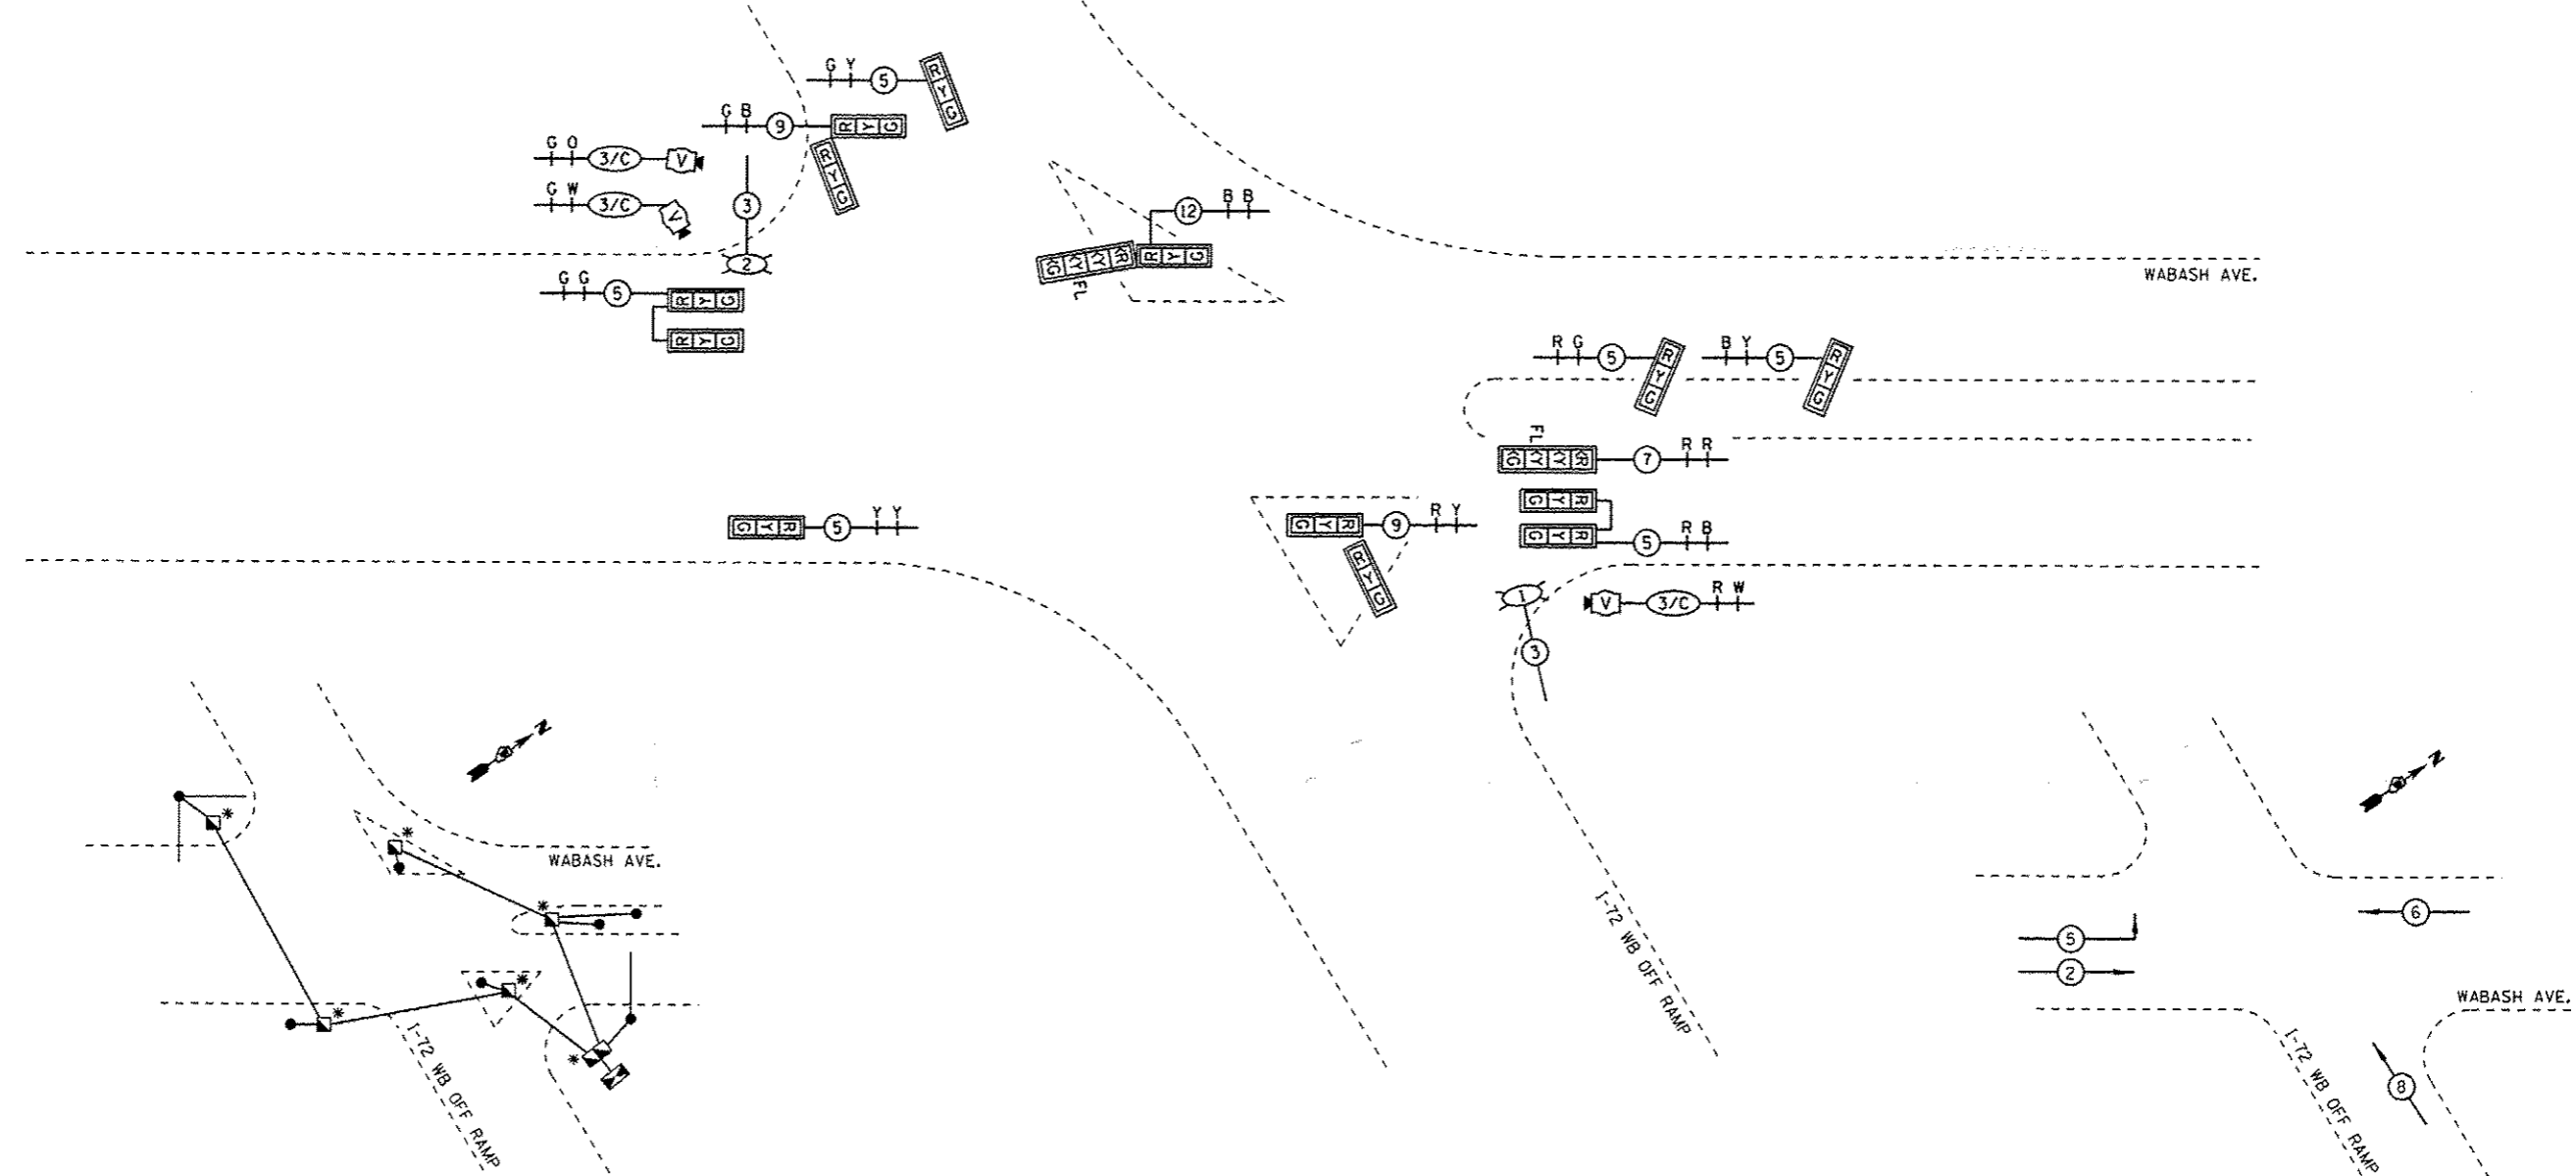 G Y 5 R Y G
G B 9 R Y G
R Y G
G O 3/C V
G W 3/C V
3
2
G G 5 R Y G
R Y G
12 B B
G Y Y R R Y G
FL
WABASH AVE.
R G 5 R Y G
B Y 5 R Y G
FL
G Y Y R 7 R R
G Y R
G Y R 5 R B
G Y R 5 Y Y
G Y R 9 R Y
R Y G
1
V 3/C R W
3
I-72 WB OFF RAMP
N
*
*
WABASH AVE.
*
*
*
*
I-72 WB OFF RAMP
N
6
5
2
WABASH AVE.
8
I-72 WB OFF RAMP